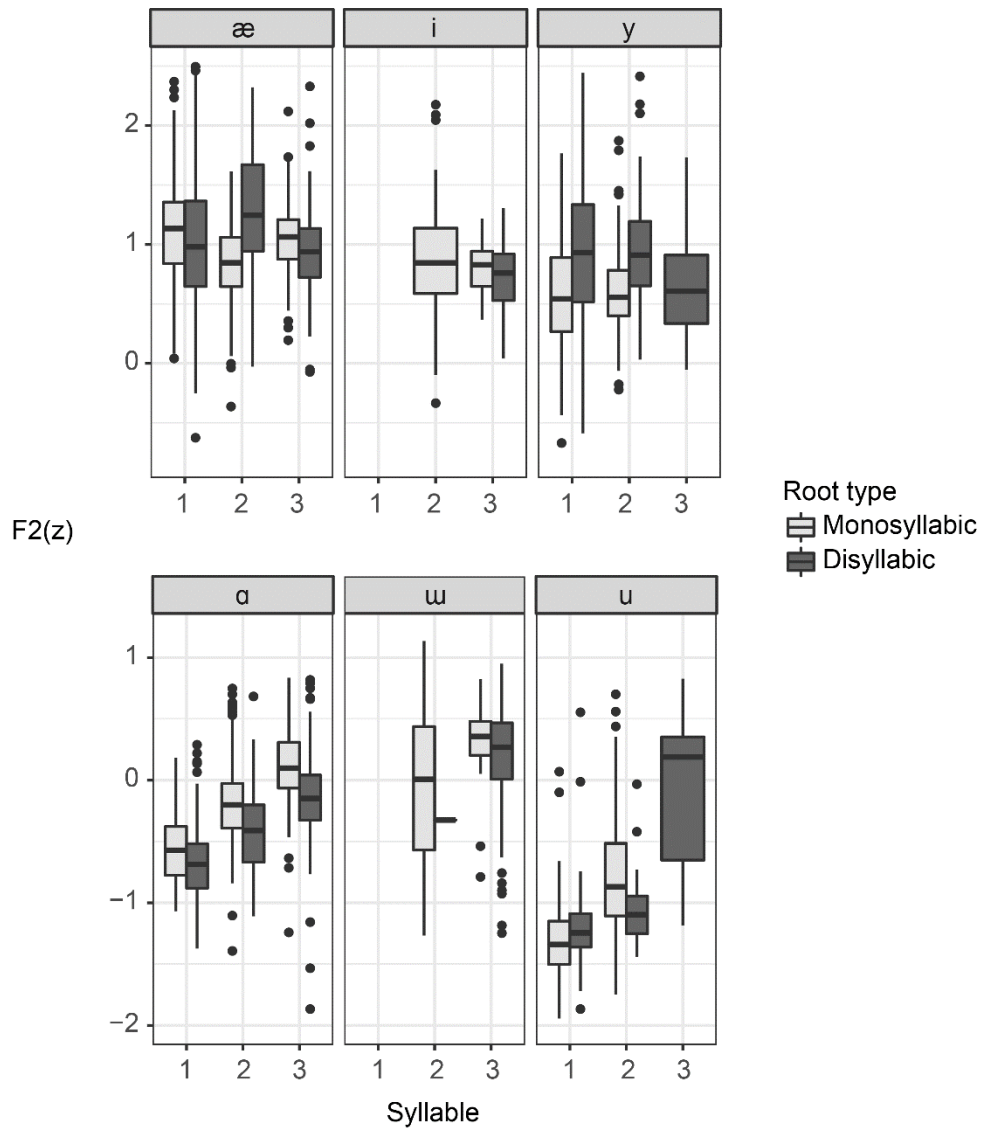 æ i y
2
1
0
1 2 3 1 2 3 1 2 3
F2(z)
Root type
Monosyllabic
Disyllabic
ɑ ɯ u
1
0
−1
−2
1 2 3 1 2 3 1 2 3
Syllable